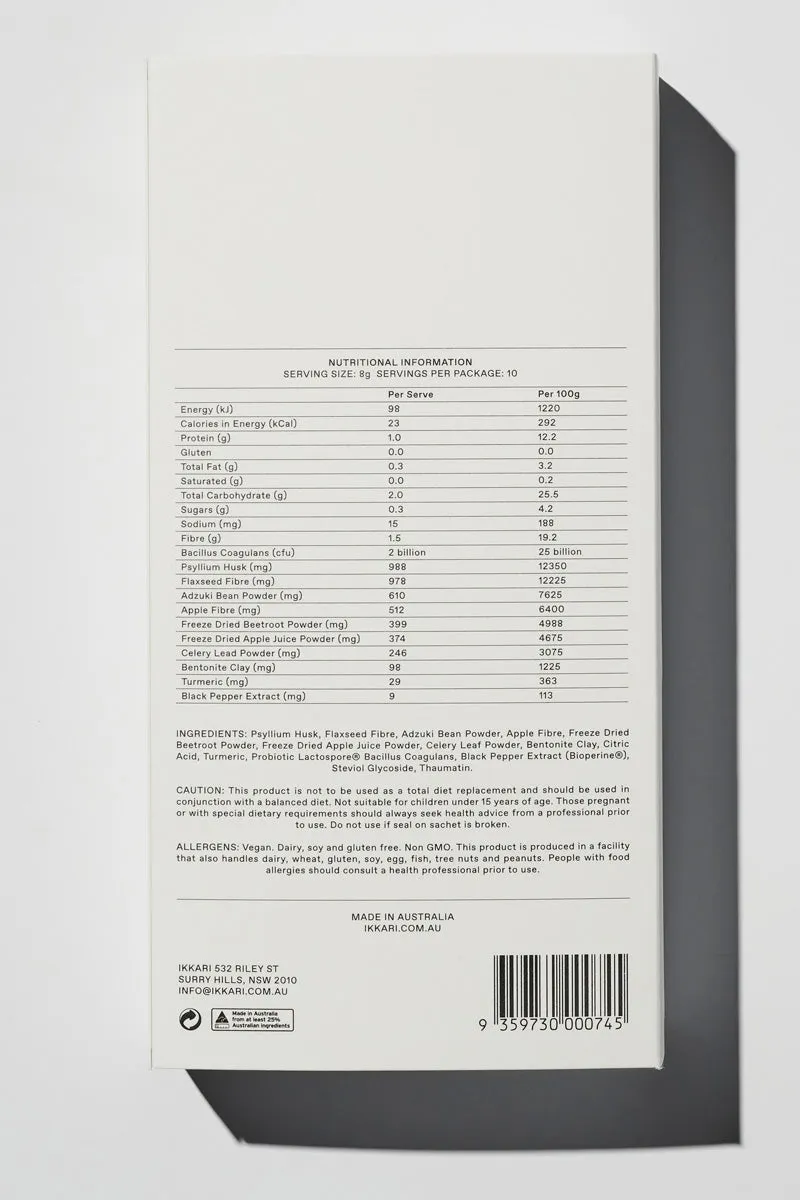 NUTRITIONAL INFORMATION
SERVING SIZE: 8g SERVINGS PER PACKAGE: 10
Per Serve Per 100g
Energy (kJ) 98 1220
Calories in Energy (kCal) 23 292
Protein (g) 1.0 12.2
Gluten 0.0 0.0
Total Fat (g) 0.3 3.2
Saturated (g) 0.0 0.2
Total Carbohydrate (g) 2.0 25.5
Sugars (g) 0.3 4.2
Sodium (mg) 15 188
Fibre (g) 1.5 19.2
Bacillus Coagulans (cfu) 2 billion 25 billion
Psyllium Husk (mg) 988 12350
Flaxseed Fibre (mg) 978 12225
Adzuki Bean Powder (mg) 610 7625
Apple Fibre (mg) 512 6400
Freeze Dried Beetroot Powder (mg) 399 4988
Freeze Dried Apple Juice Powder (mg) 374 4675
Celery Lead Powder (mg) 246 3075
Bentonite Clay (mg) 98 1225
Turmeric (mg) 29 363
Black Pepper Extract (mg) 9 113
INGREDIENTS: Psyllium Husk, Flaxseed Fibre, Adzuki Bean Powder, Apple Fibre, Freeze Dried
Beetroot Powder, Freeze Dried Apple Juice Powder, Celery Leaf Powder, Bentonite Clay, Citric
Acid, Turmeric, Probiotic Lactospore® Bacillus Coagulans, Black Pepper Extract (Bioperine®),
Steviol Glycoside, Thaumatin.
CAUTION: This product is not to be used as a total diet replacement and should be used in
conjunction with a balanced diet. Not suitable for children under 15 years of age. Those pregnant
or with special dietary requirements should always seek health advice from a professional prior
to use. Do not use if seal on sachet is broken.
ALLERGENS: Vegan. Dairy, soy and gluten free. Non GMO. This product is produced in a facility
that also handles dairy, wheat, gluten, soy, egg, fish, tree nuts and peanuts. People with food
allergies should consult a health professional prior to use.
MADE IN AUSTRALIA
IKKARI.COM.AU
IKKARI 532 RILEY ST
SURRY HILLS, NSW 2010
INFO@IKKARI.COM.AU
Made in Australia
from at least 25%
Australian ingredients
9 359730 000745